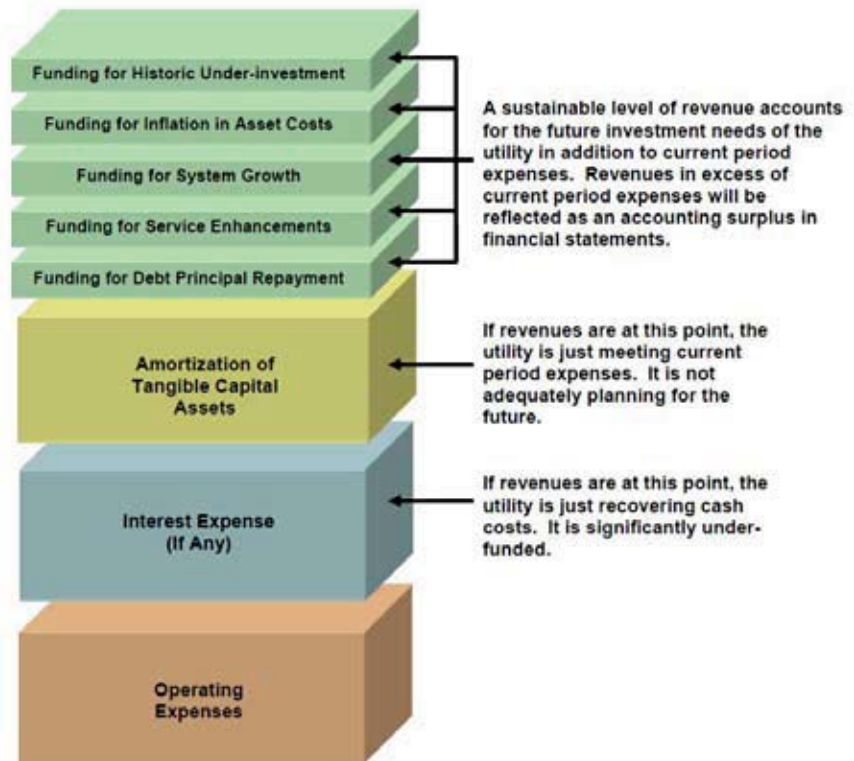 Funding for Historic Under-investment
Funding for Inflation in Asset Costs
Funding for System Growth
Funding for Service Enhancements
Funding for Debt Principal Repayment
A sustainable level of revenue accounts
for the future investment needs of the
utility in addition to current period
expenses. Revenues in excess of
current period expenses will be
reflected as an accounting surplus in
financial statements.
Amortization of
Tangible Capital
Assets
If revenues are at this point, the
utility is just meeting current
period expenses. It is not
adequately planning for the
future.
Interest Expense
(If Any)
If revenues are at this point, the
utility is just recovering cash
costs. It is significantly under-
funded.
Operating
Expenses